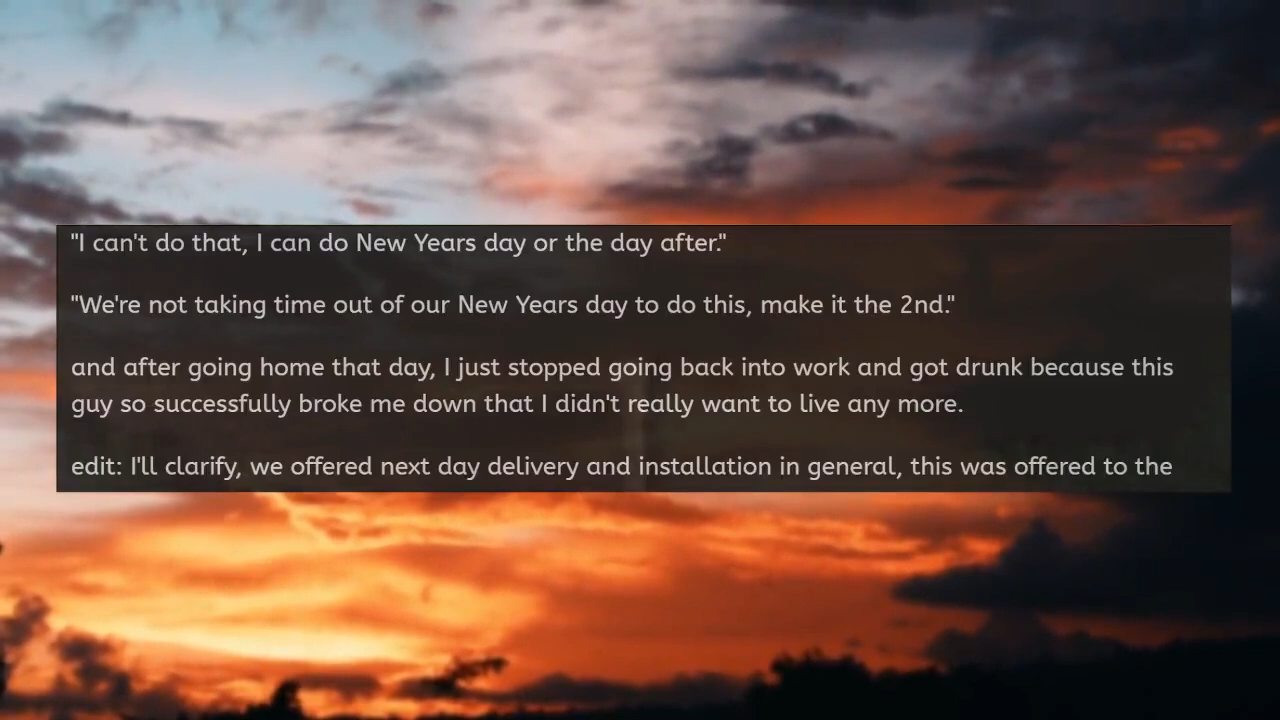 "I can't do that, I can do New Years day or the day after."
"We're not taking time out of our New Years day to do this, make it the 2nd."
and after going home that day, I just stopped going back into work and got drunk because this
guy so successfully broke me down that I didn't really want to live any more.
edit: I'll clarify, we offered next day delivery and installation in general, this was offered to the